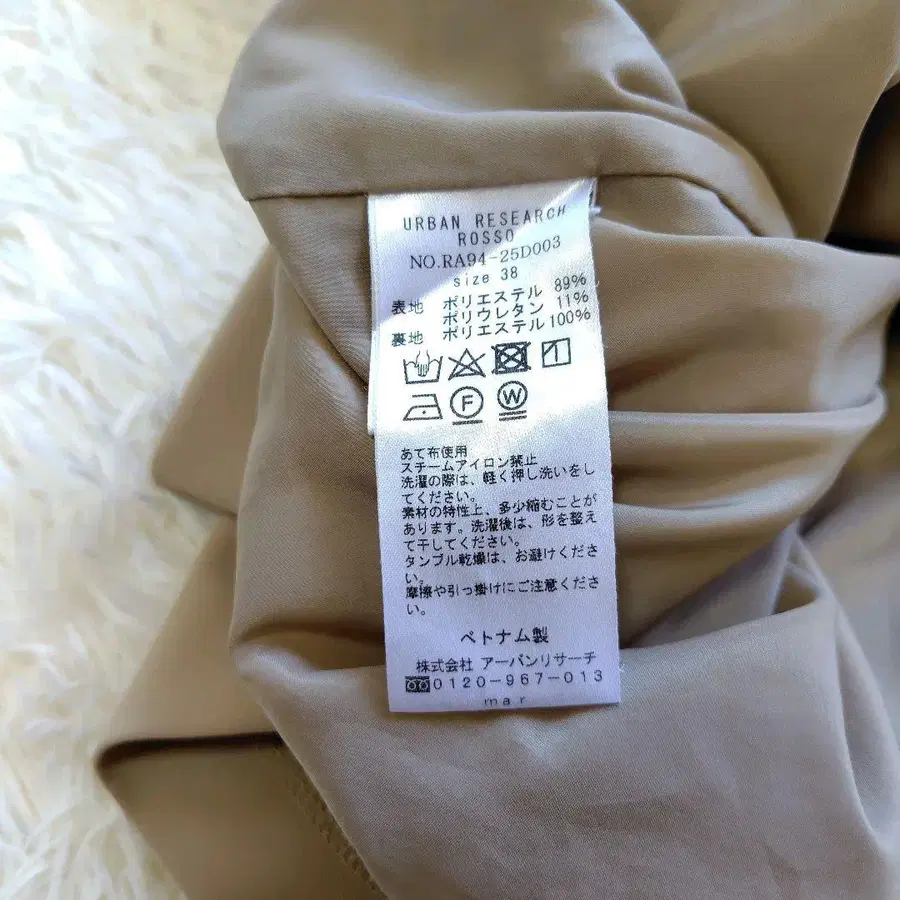 URBAN RESEARCH
ROSSO
NO.RA94-25D003
size 38
表地 ポリエステル 89%
ポリウレタン 11%
裏地 ポリエステル 100%
F W
あて布使用
スチームアイロン禁止
洗濯の際は、軽く押し洗いをし
てください。
素材の特性上、多少縮むことが
あります。洗濯後は、形を整え
て干してください。
タンブル乾燥は、お避けくださ
い。
摩擦や引っ掛けにご注意くださ
い。
ベトナム製
株式会社 アーバンリサーチ
0120-967-013
mar